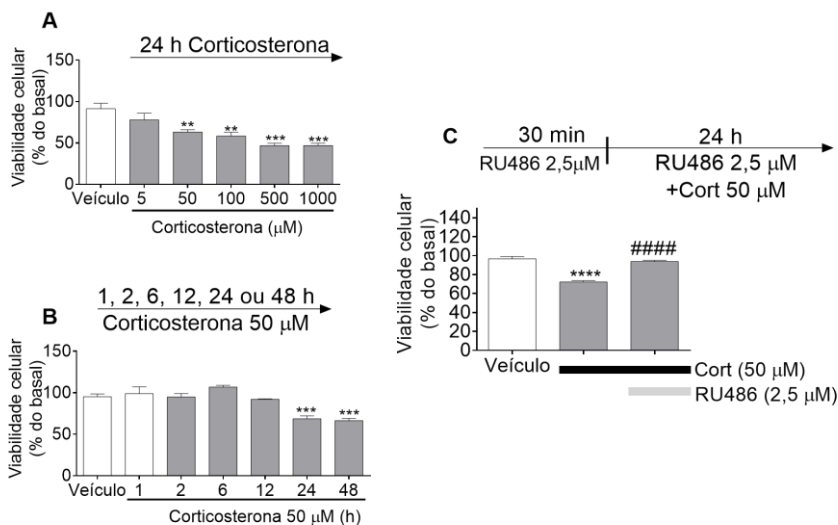 A
24 h Corticosterona
Viabilidade celular
(% do basal)
150
100
50
0
** ** *** ***
Veículo 5 50 100 500 1000
Corticosterona (μM)
1, 2, 6, 12, 24 ou 48 h
B
Corticosterona 50 μM
Viabilidade celular
(% do basal)
150
100
50
0
*** ***
Veículo 1 2 6 12 24 48
Corticosterona 50 μM (h)
C
30 min 24 h
RU486 2,5μM RU486 2,5 μM
+Cort 50 μM
Viabilidade celular
(% do basal)
140
120
100
80
60
40
20
0
**** ####
Veículo
Cort (50 μM)
RU486 (2,5 μM)